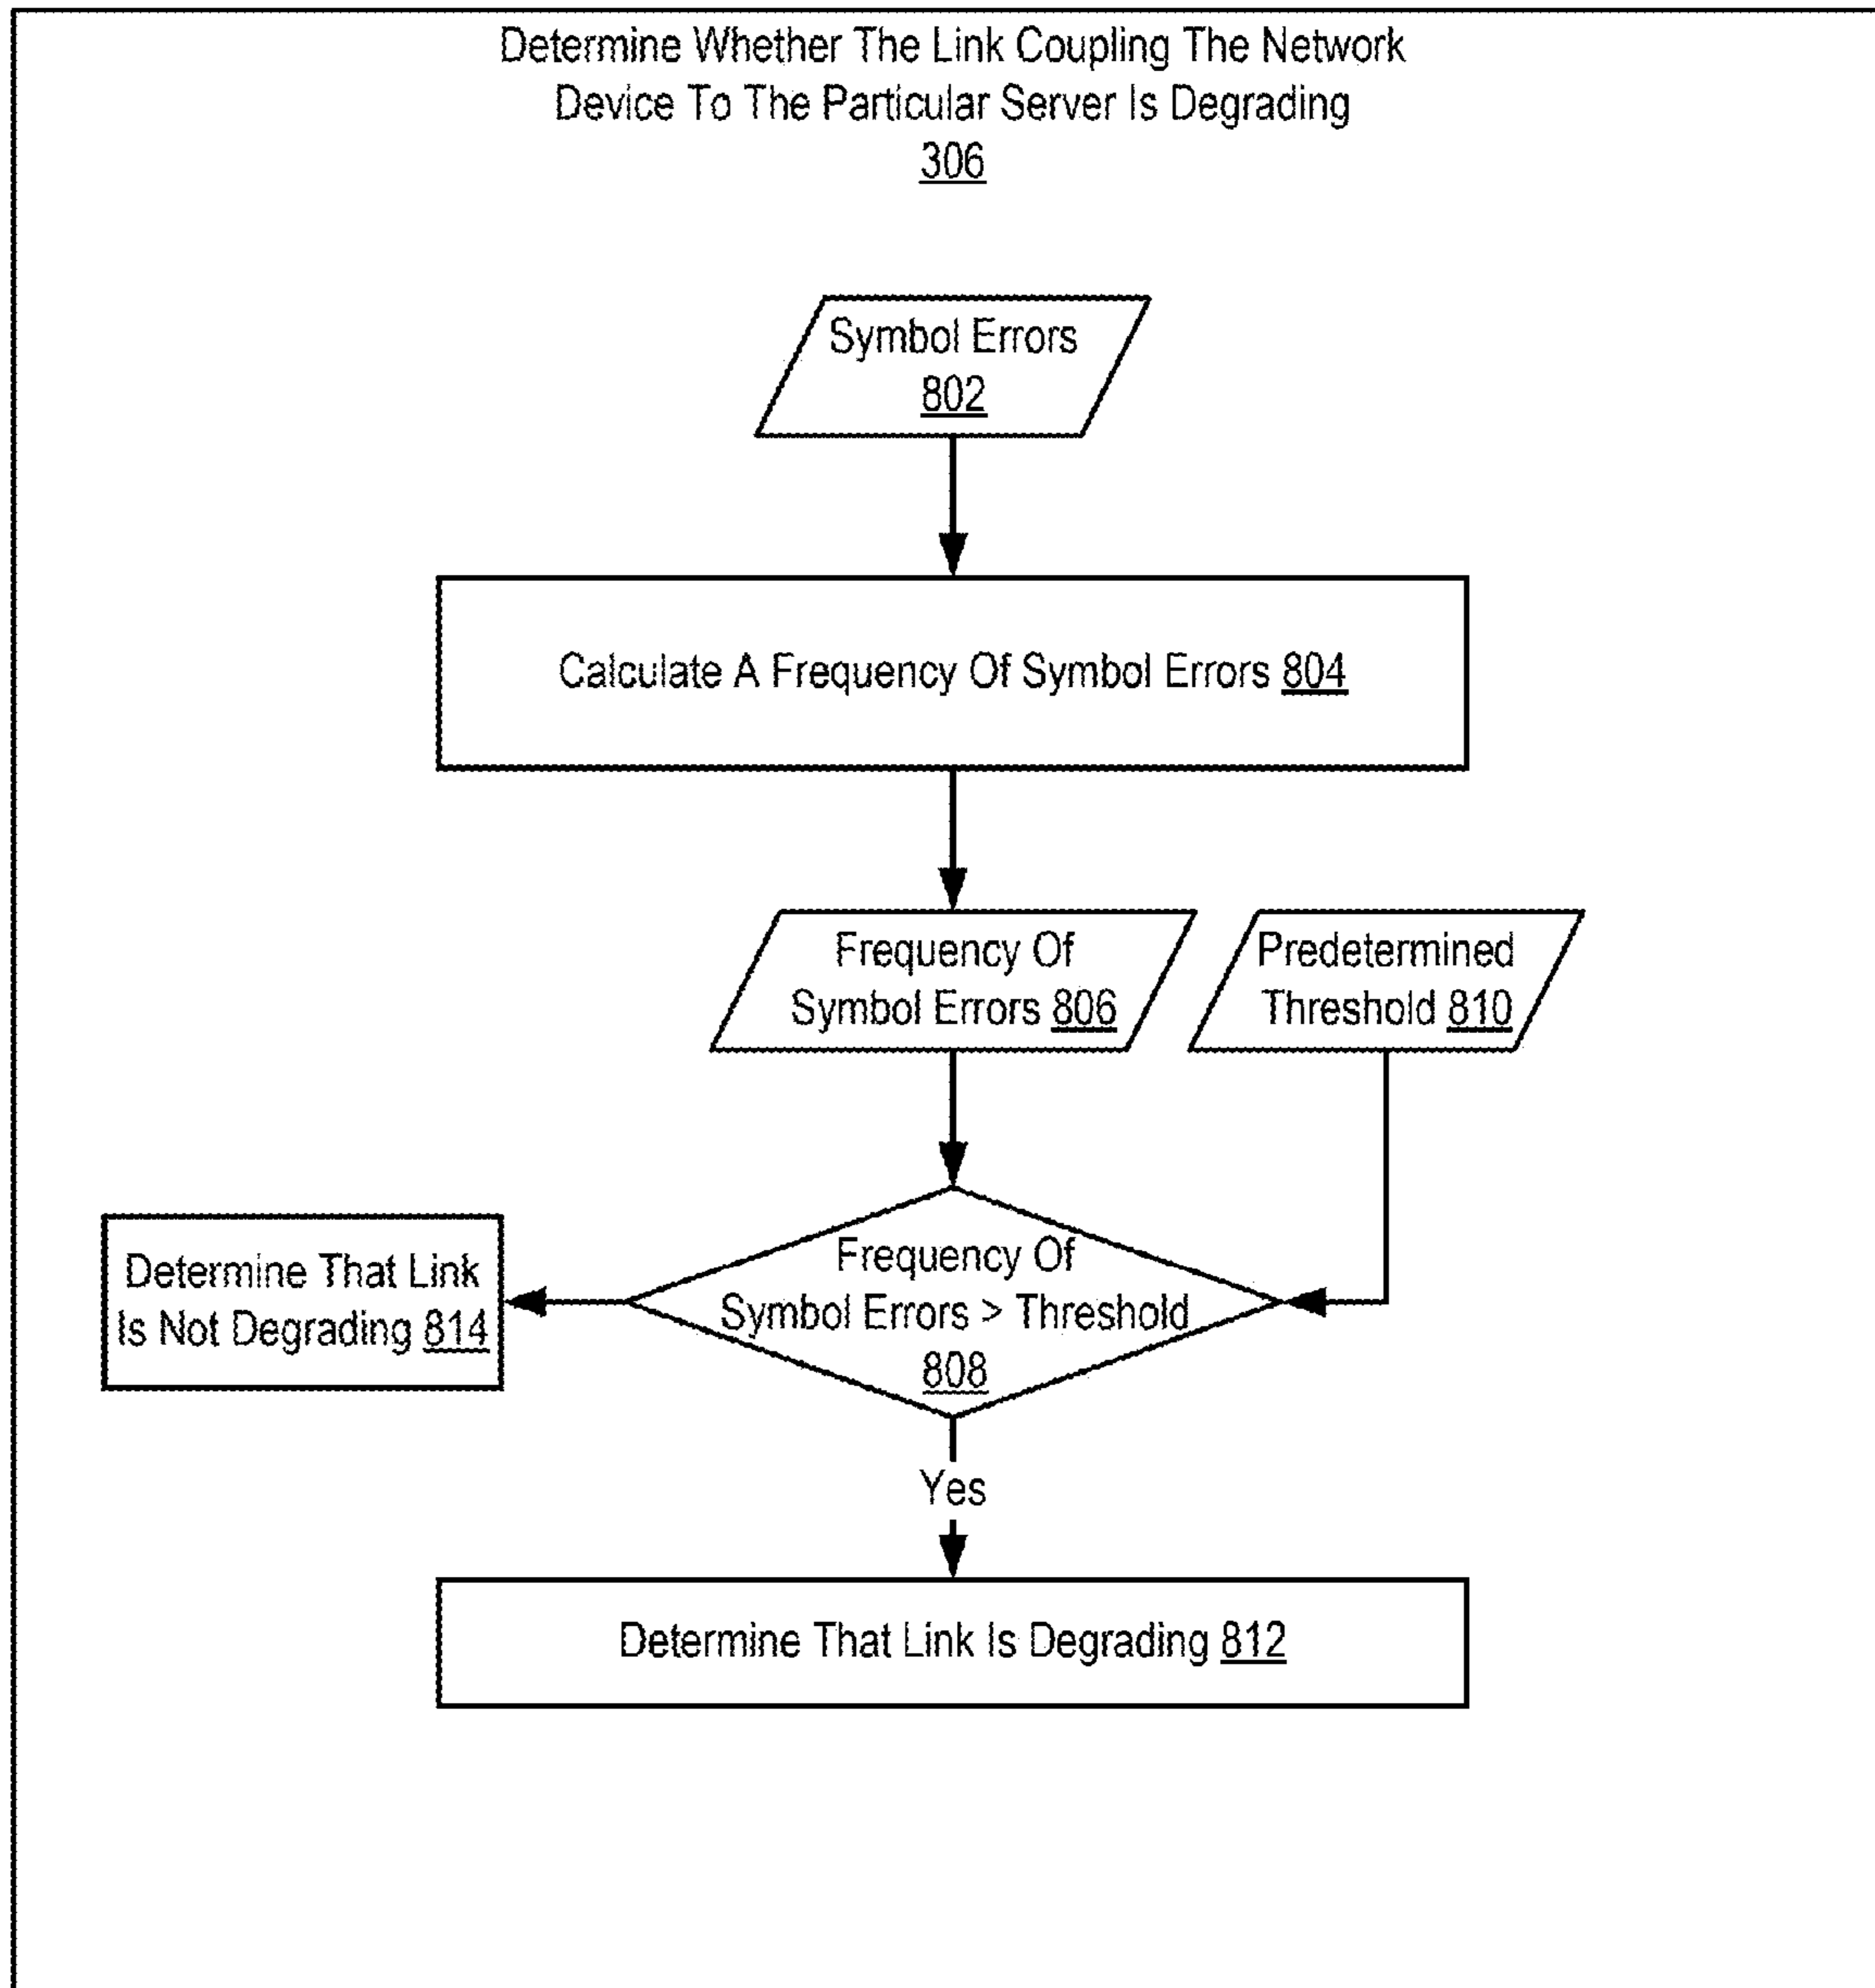 Determine Whether The Link Coupling The Network
Device To The Particular Server Is Degrading
306
Symbol Errors
802
Calculate A Frequency Of Symbol Errors 804
Frequency Of
Symbol Errors 806
Predetermined
Threshold 810
Frequency Of
Symbol Errors > Threshold
808
Determine That Link
Is Not Degrading 814
Yes
Determine That Link Is Degrading 812